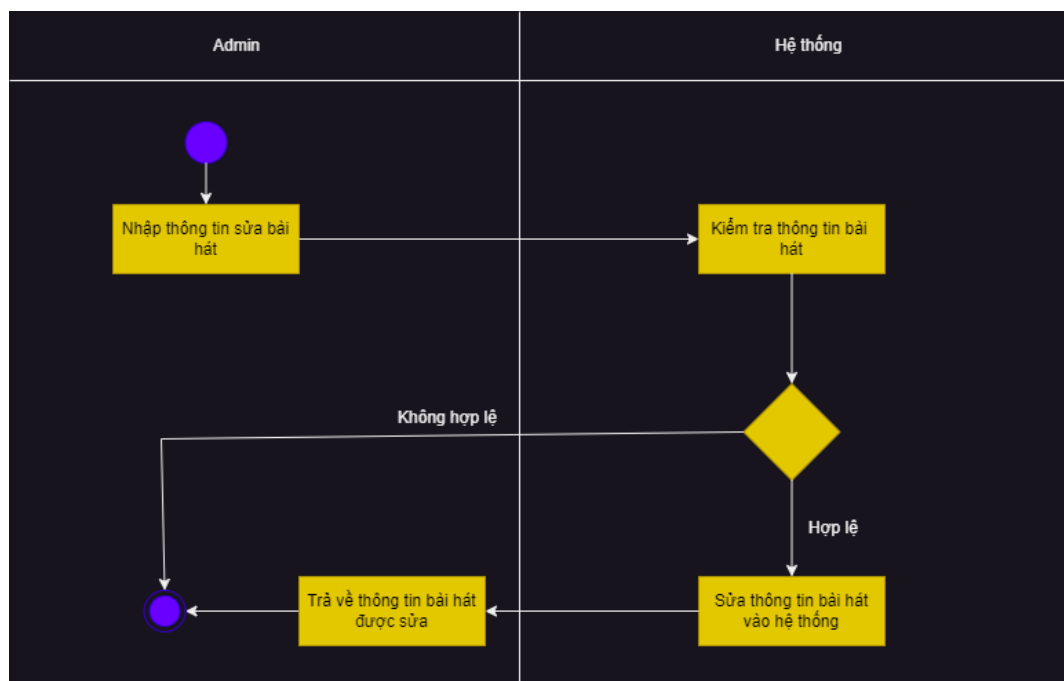 Admin
Hệ thống
Nhập thông tin sửa bài
hát
Kiểm tra thông tin bài
hát
Không hợp lệ
Hợp lệ
Trả về thông tin bài hát
được sửa
Sửa thông tin bài hát
vào hệ thống